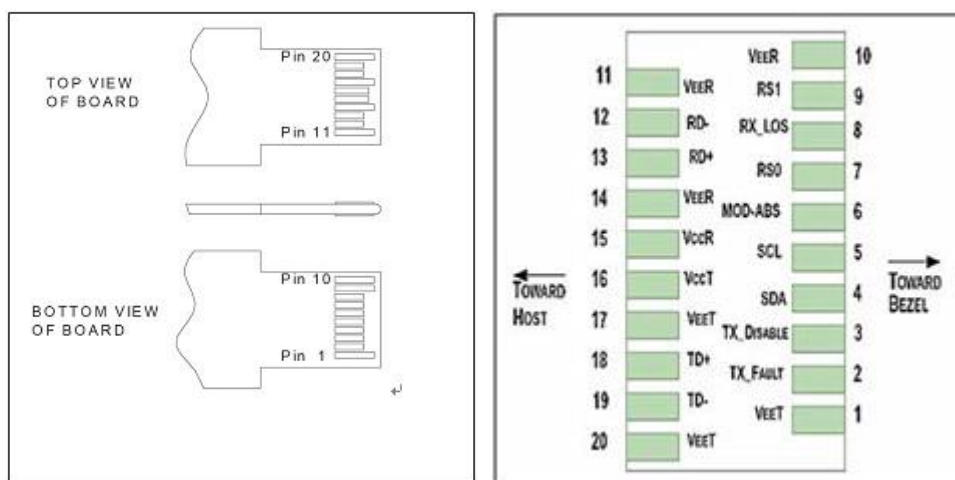 Pin 20
TOP VIEW
OF BOARD
Pin 11
Pin 10
BOTTOM VIEW
OF BOARD
Pin 1
VEER 10
11 VEER
RS1 9
12 RD-
RX_LOS 8
13 RD+
RS0 7
14 VEER
MOD-ABS 6
15 VCCR
SCL 5
TOWARD
HOST
16 VCCT
TOWARD
BEZEL
SDA 4
17 VEET
TX_DISABLE 3
18 TD+
TX_FAULT 2
19 TD-
VEET 1
20 VEET